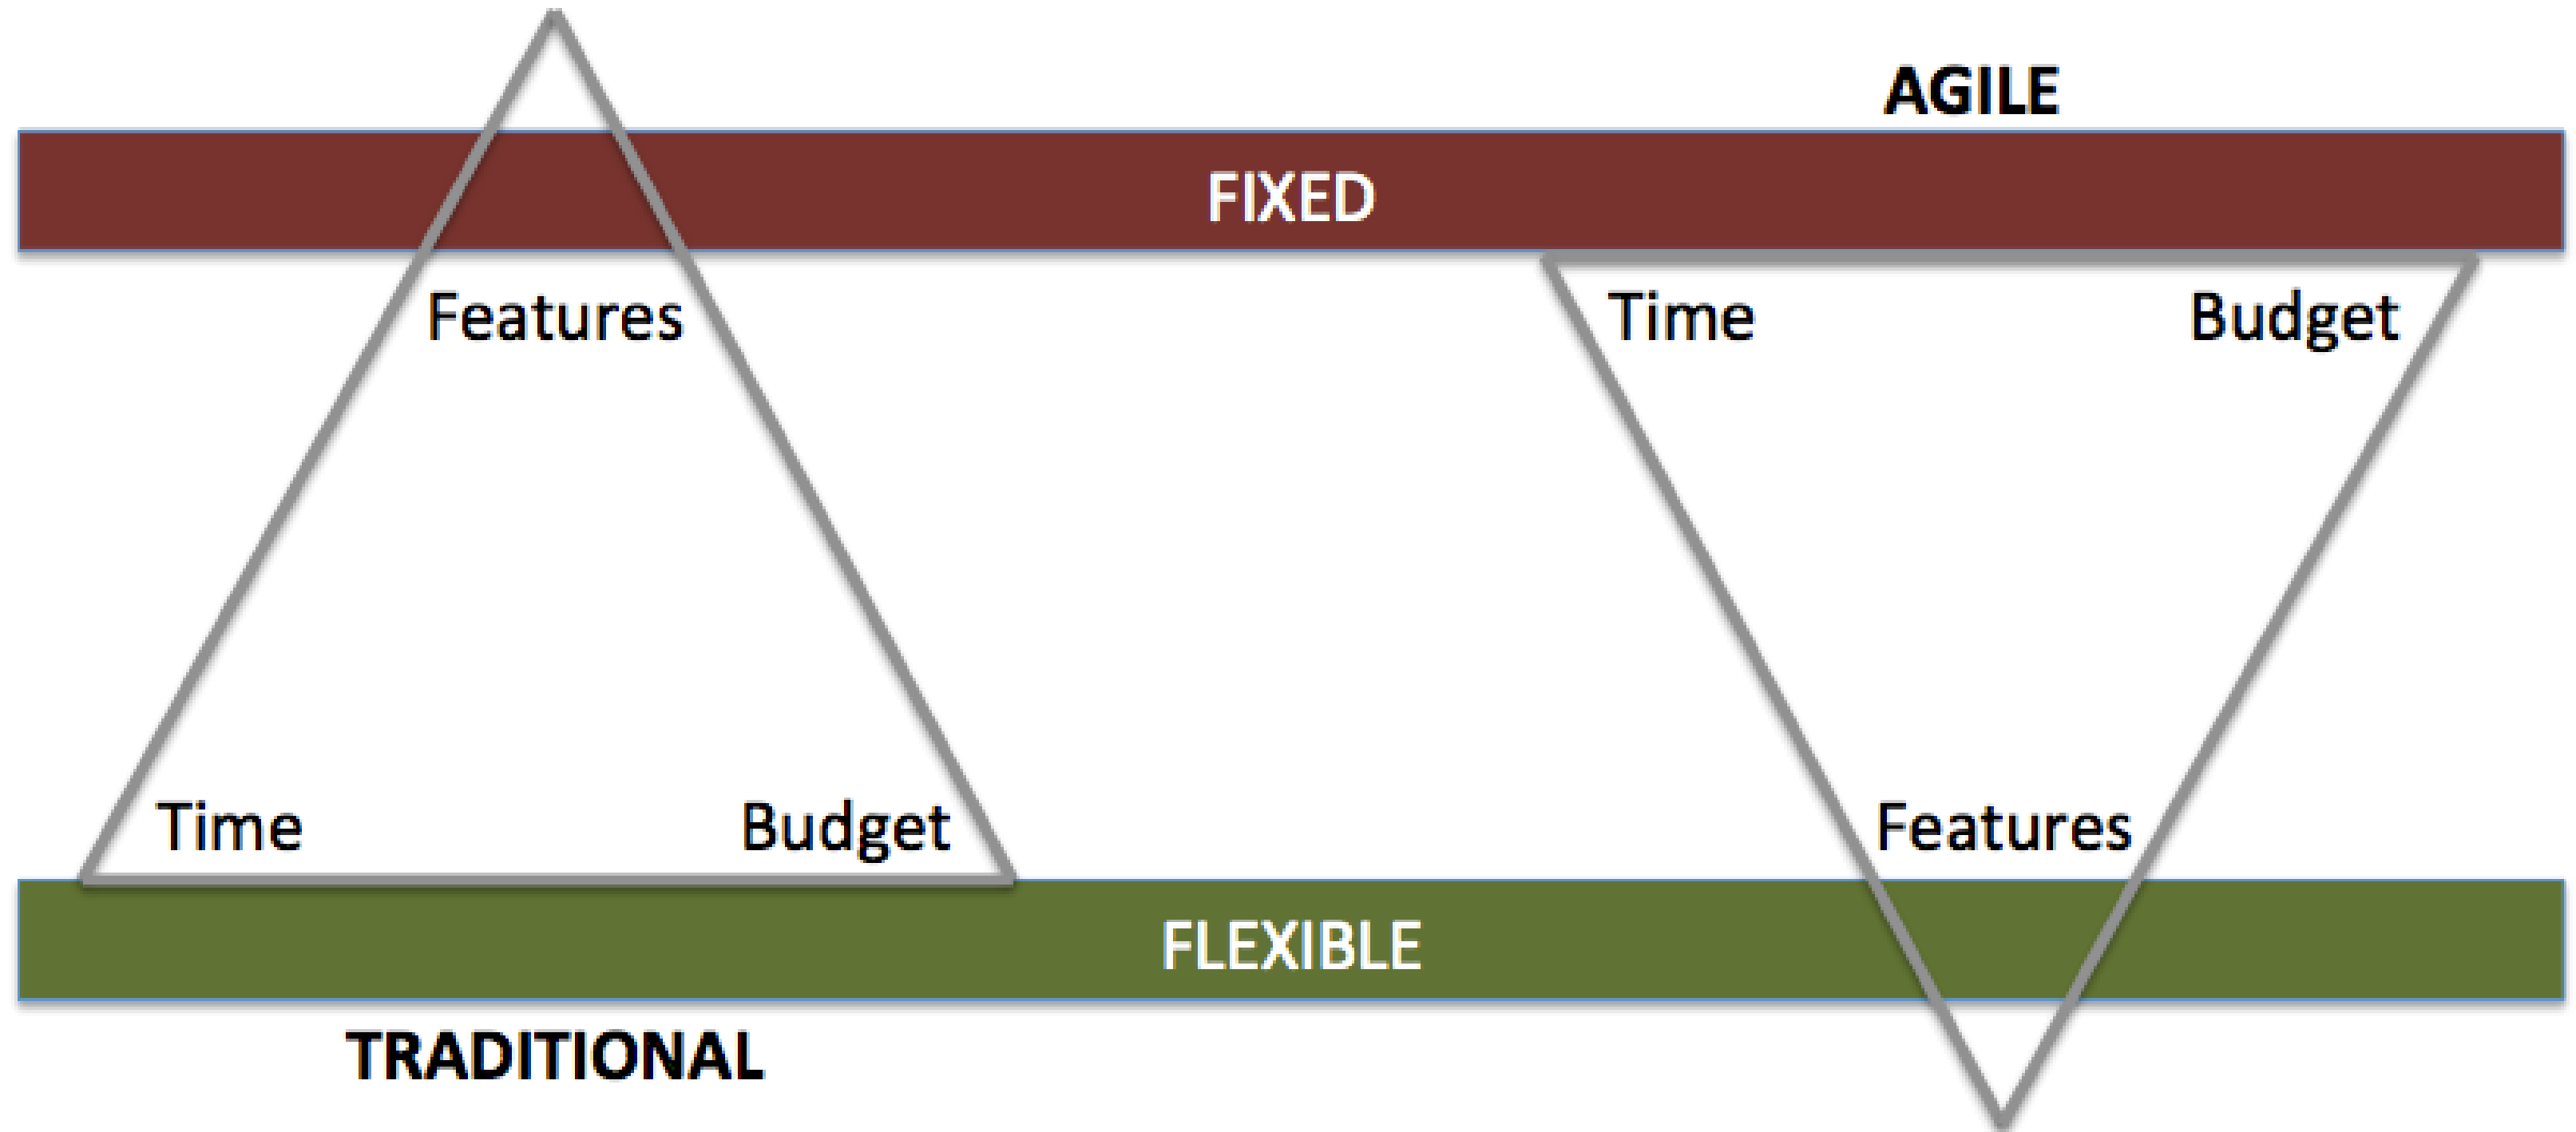 AGILE
FIXED
Features
Time Budget
Time Budget
Features
FLEXIBLE
TRADITIONAL